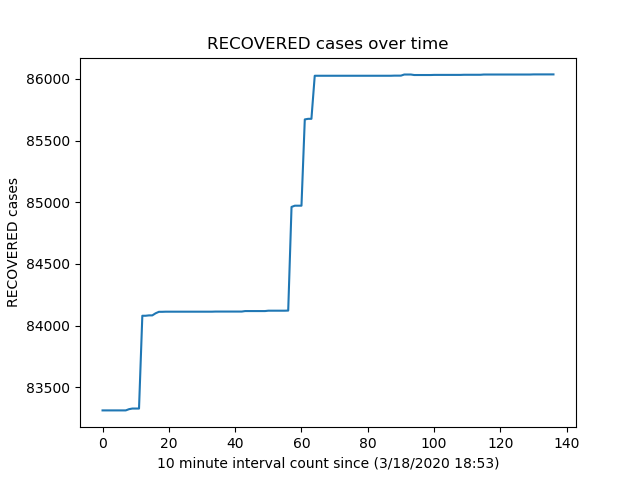 RECOVERED cases over time
RECOVERED cases
86000
85500
85000
84500
84000
83500
0 20 40 60 80 100 120 140
10 minute interval count since (3/18/2020 18:53)